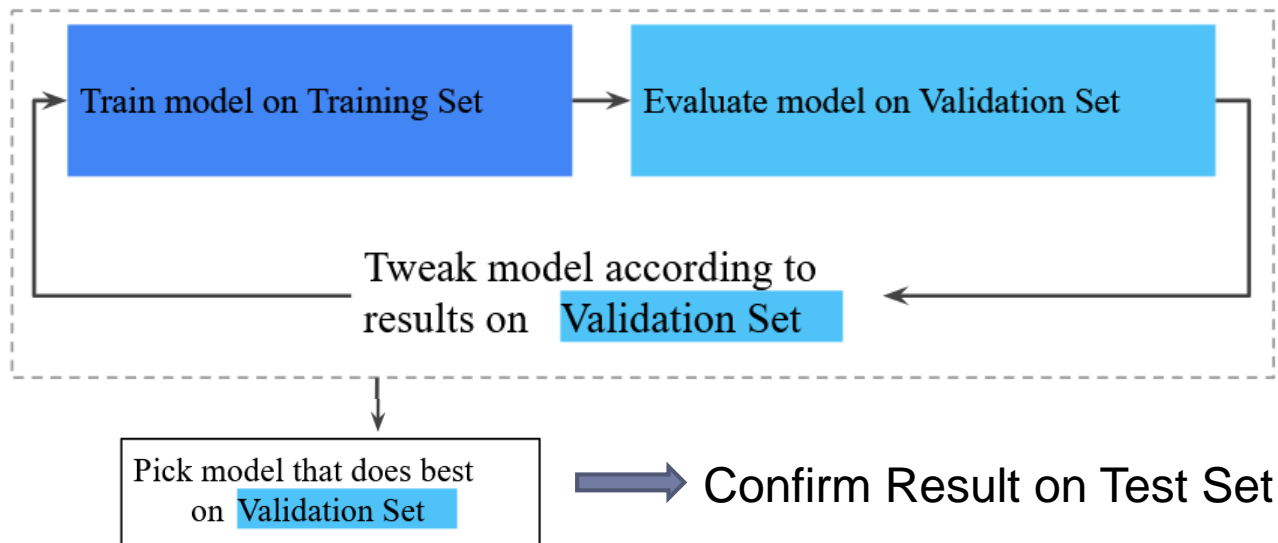 Train model on Training Set
Evaluate model on Validation Set
Tweak model according to
results on Validation Set
Pick model that does best
on Validation Set
Confirm Result on Test Set